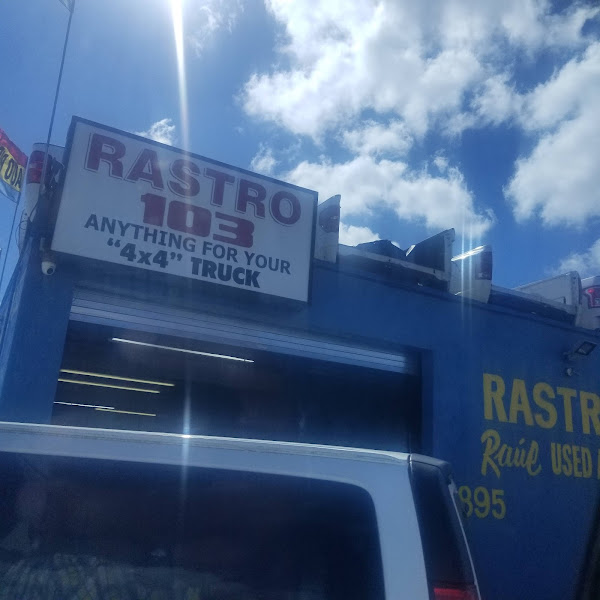 RASTRO
103
ANYTHING FOR YOUR
"4x4" TRUCK
RASTR
Raúl USED
895